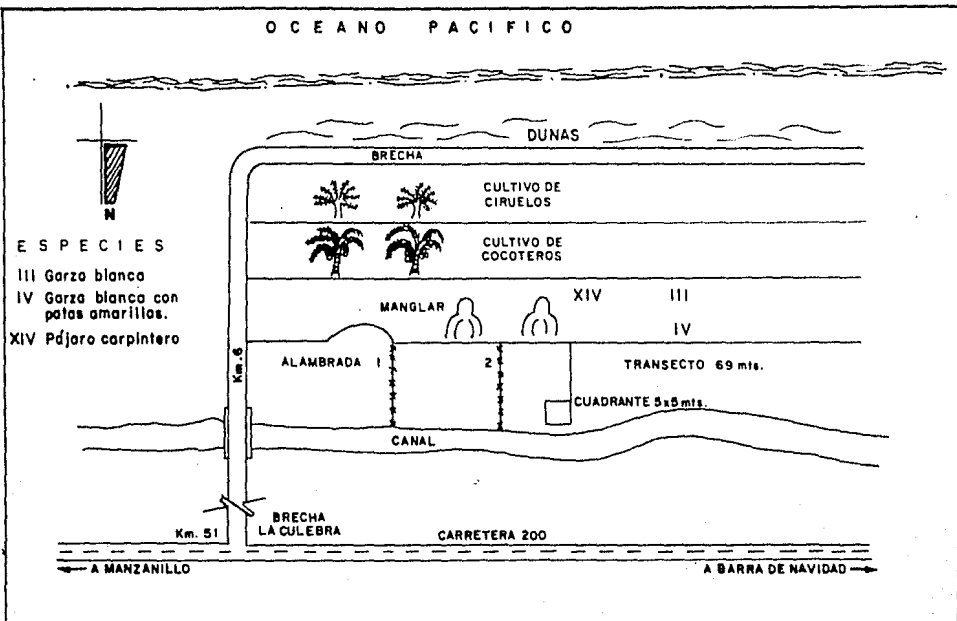 OCEANO PACIFICO
DUNAS
BRECHA
N
CULTIVO DE
CIRUELOS
CULTIVO DE
COCOTEROS
ESPECIES
III Garza blanca
IV Garza blanca con
patas amarillas.
XIV Pájaro carpintero
MANGLAR
XIV III
IV
Km. 6
ALAMBRADA 1 2
TRANSECTO 69 mts.
CUADRANTE 5x5 mts.
CANAL
BRECHA
LA CULEBRA
Km. 51
CARRETERA 200
A MANZANILLO
A BARRA DE NAVIDAD